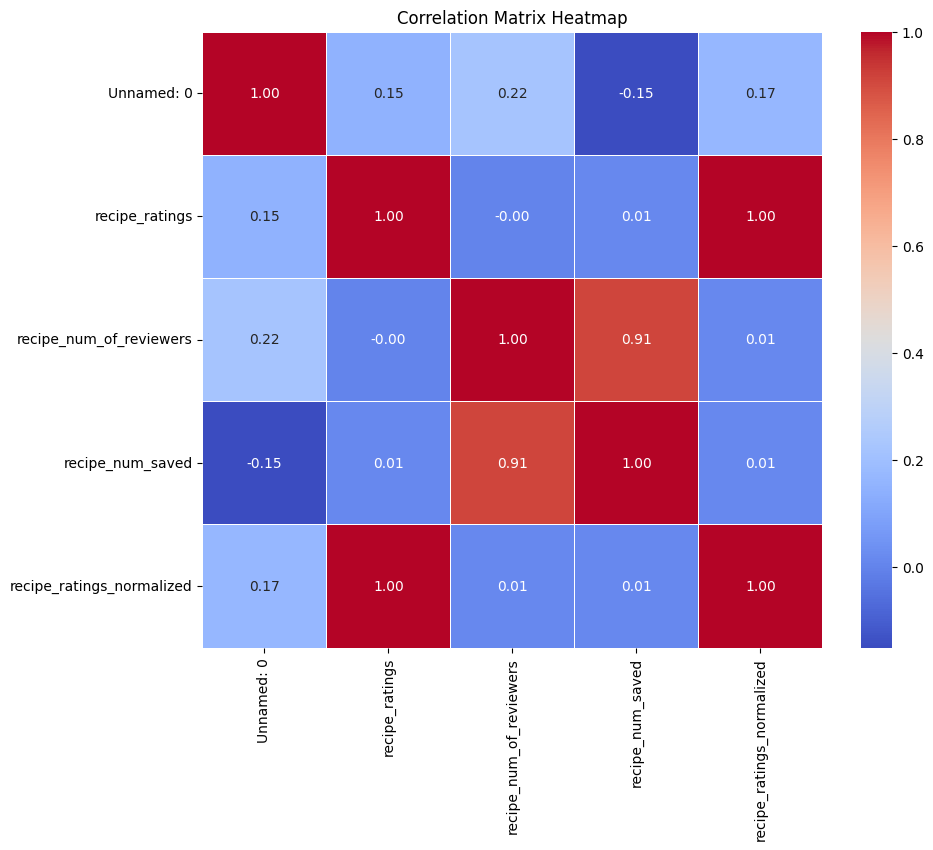 Correlation Matrix Heatmap
Unnamed: 0
1.00 0.15 0.22 -0.15 0.17
recipe_ratings
0.15 1.00 -0.00 0.01 1.00
recipe_num_of_reviewers
0.22 -0.00 1.00 0.91 0.01
recipe_num_saved
-0.15 0.01 0.91 1.00 0.01
recipe_ratings_normalized
0.17 1.00 0.01 0.01 1.00
Unnamed: 0
recipe_ratings
recipe_num_of_reviewers
recipe_num_saved
recipe_ratings_normalized
1.0
0.8
0.6
0.4
0.2
0.0